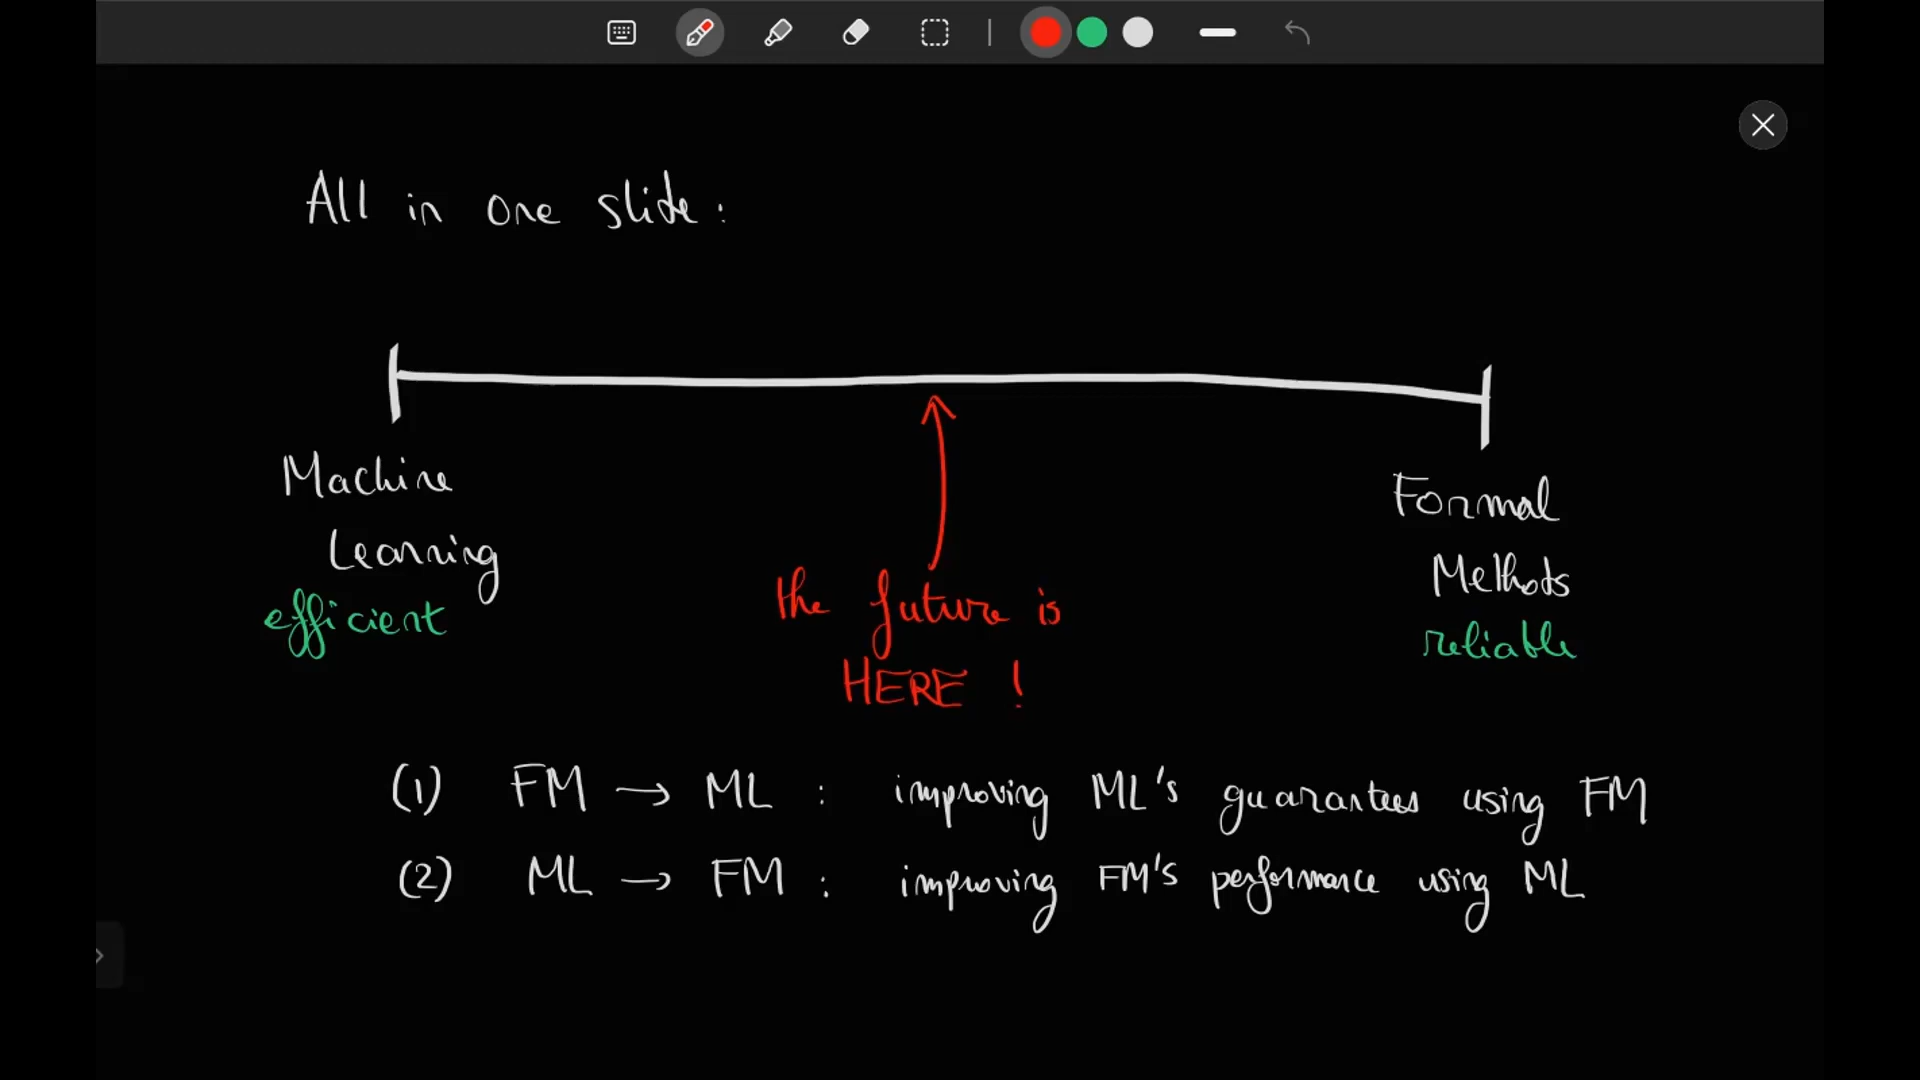 All in one slide:
Machine
Learning
efficient
the future is
HERE !
Formal
Methods
reliable
(1) FM → ML : improving ML's guarantees using FM
(2) ML → FM : improving FM's performance using ML